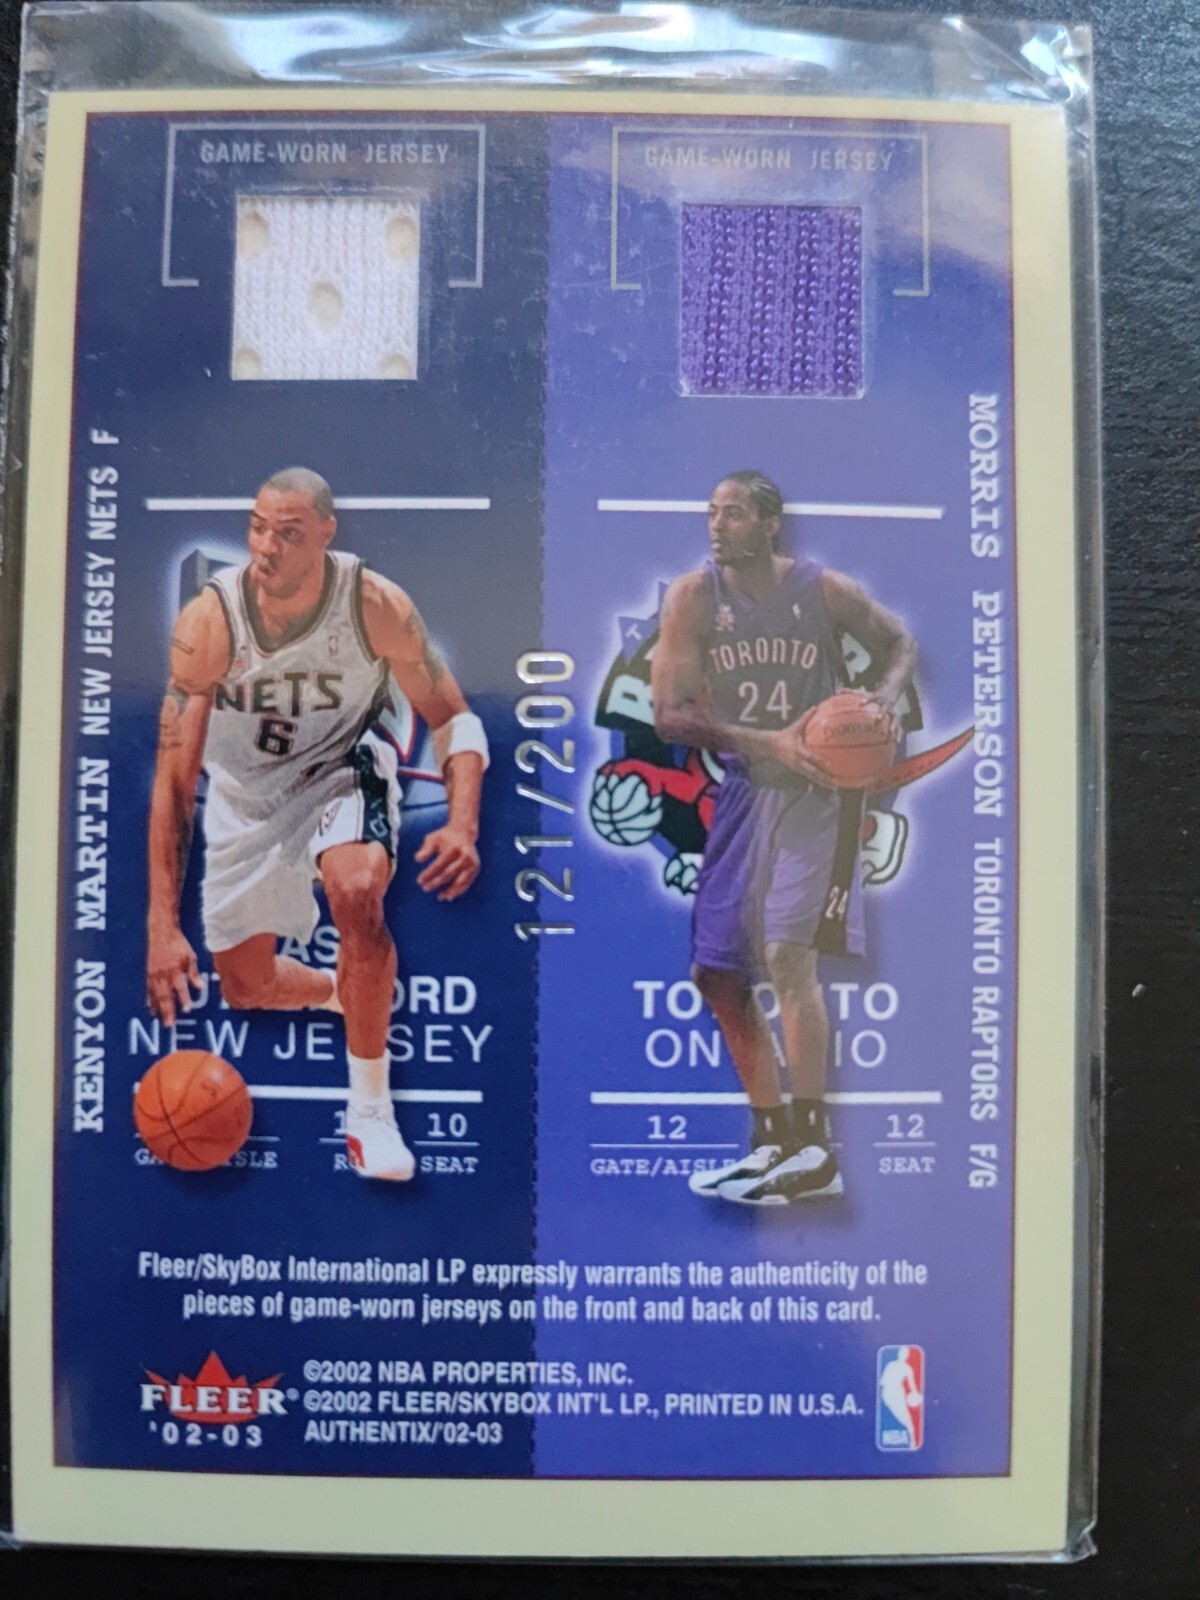 GAME-WORN JERSEY
GAME-WORN JERSEY
KENYON MARTIN NEW JERSEY NETS F
MORRIS PETERSON TORONTO RAPTORS F/G
NETS
6
TORONTO
24
24
121/200
NEW JERSEY
TORONTO
ONTARIO
10
SEAT
12
GATE/AISLE
12
SEAT
Fleer/SkyBox International LP expressly warrants the authenticity of the
pieces of game-worn jerseys on the front and back of this card.
FLEER®
'02-03
©2002 NBA PROPERTIES, INC.
©2002 FLEER/SKYBOX INT'L LP., PRINTED IN U.S.A.
AUTHENTIX/'02-03
NBA